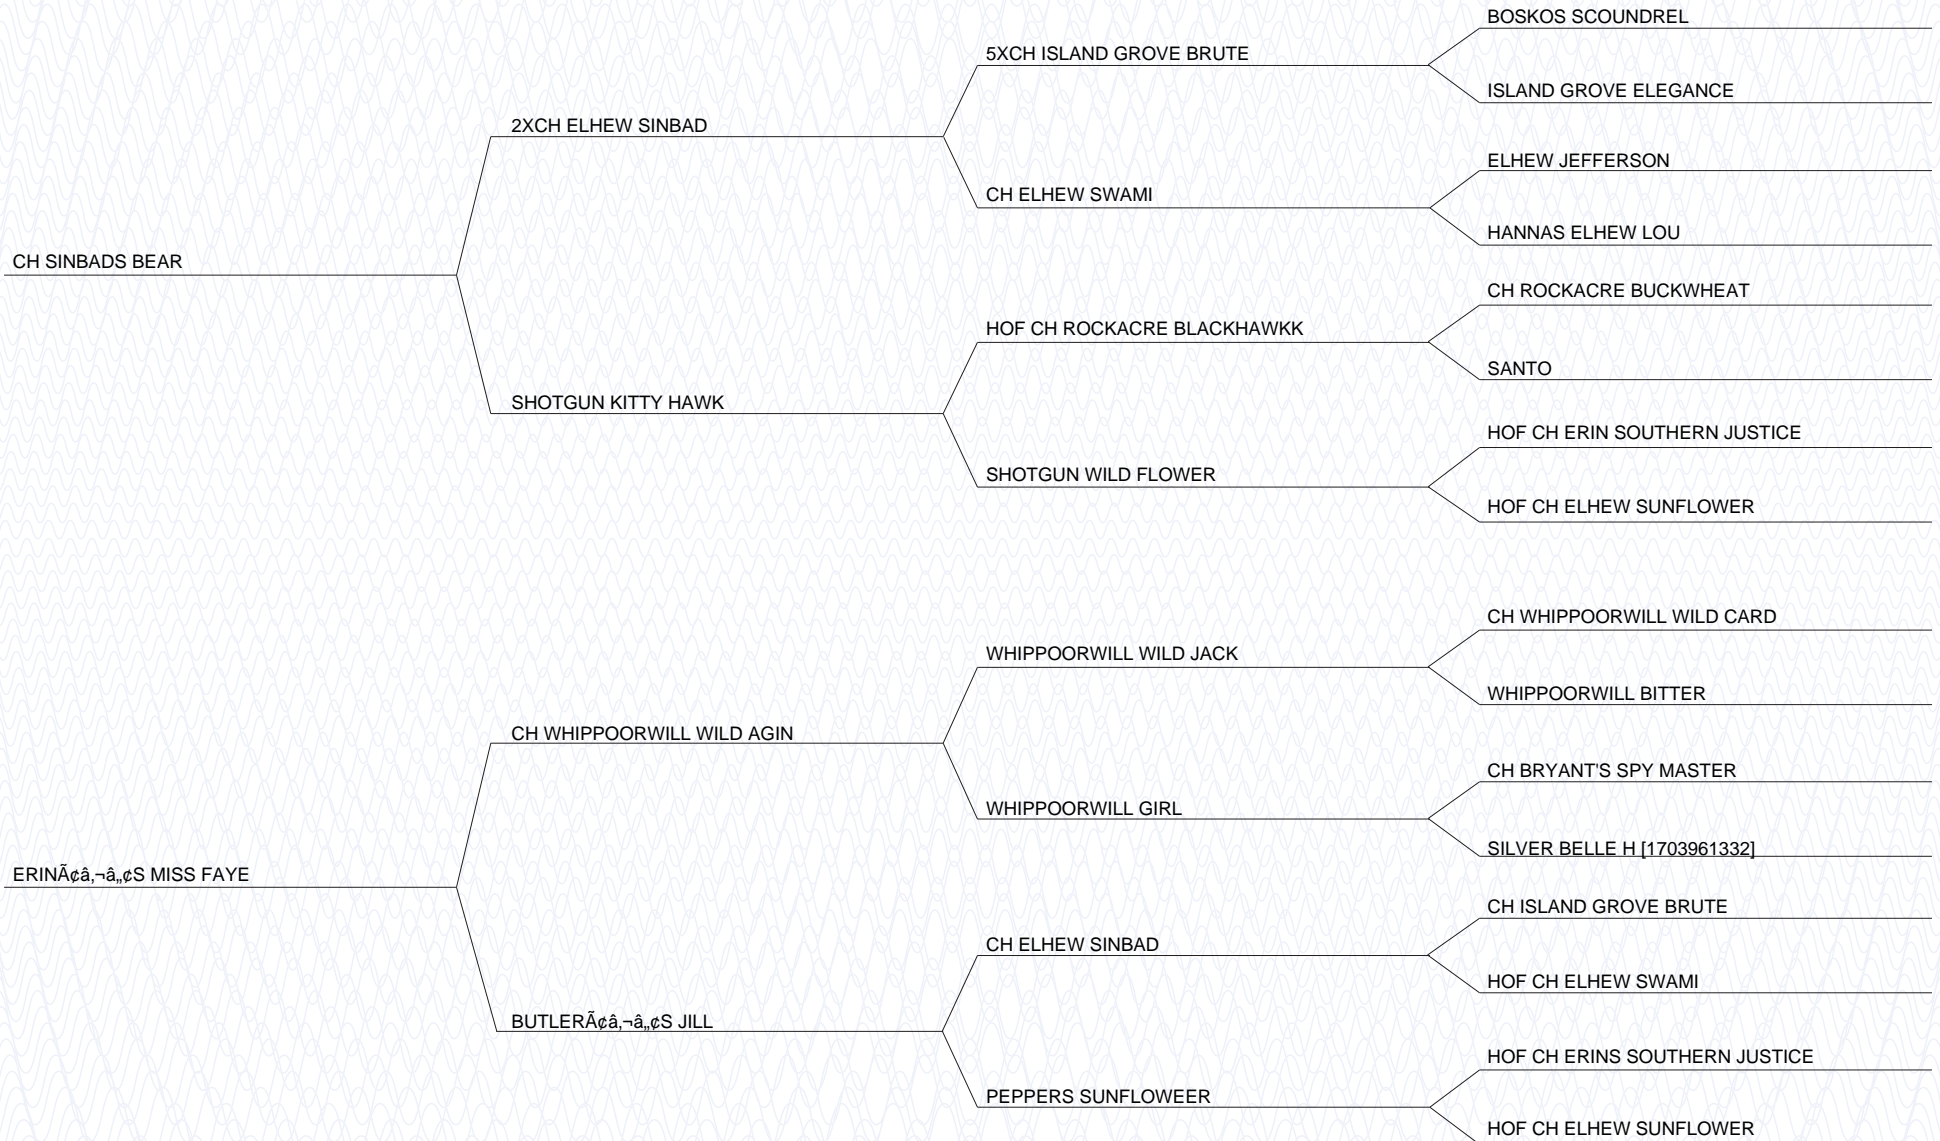 BOSKOS SCOUNDREL
5XCH ISLAND GROVE BRUTE
ISLAND GROVE ELEGANCE
2XCH ELHEW SINBAD
ELHEW JEFFERSON
CH ELHEW SWAMI
HANNAS ELHEW LOU
CH SINBADS BEAR
CH ROCKACRE BUCKWHEAT
HOF CH ROCKACRE BLACKHAWKK
SANTO
SHOTGUN KITTY HAWK
HOF CH ERIN SOUTHERN JUSTICE
SHOTGUN WILD FLOWER
HOF CH ELHEW SUNFLOWER
CH WHIPPOORWILL WILD CARD
WHIPPOORWILL WILD JACK
WHIPPOORWILL BITTER
CH WHIPPOORWILL WILD AGIN
CH BRYANT'S SPY MASTER
WHIPPOORWILL GIRL
SILVER BELLE H [1703961332]
ERINÃ¢â‚¬â„¢S MISS FAYE
CH ISLAND GROVE BRUTE
CH ELHEW SINBAD
HOF CH ELHEW SWAMI
BUTLERÃ¢â‚¬â„¢S JILL
HOF CH ERINS SOUTHERN JUSTICE
PEPPERS SUNFLOWEER
HOF CH ELHEW SUNFLOWER